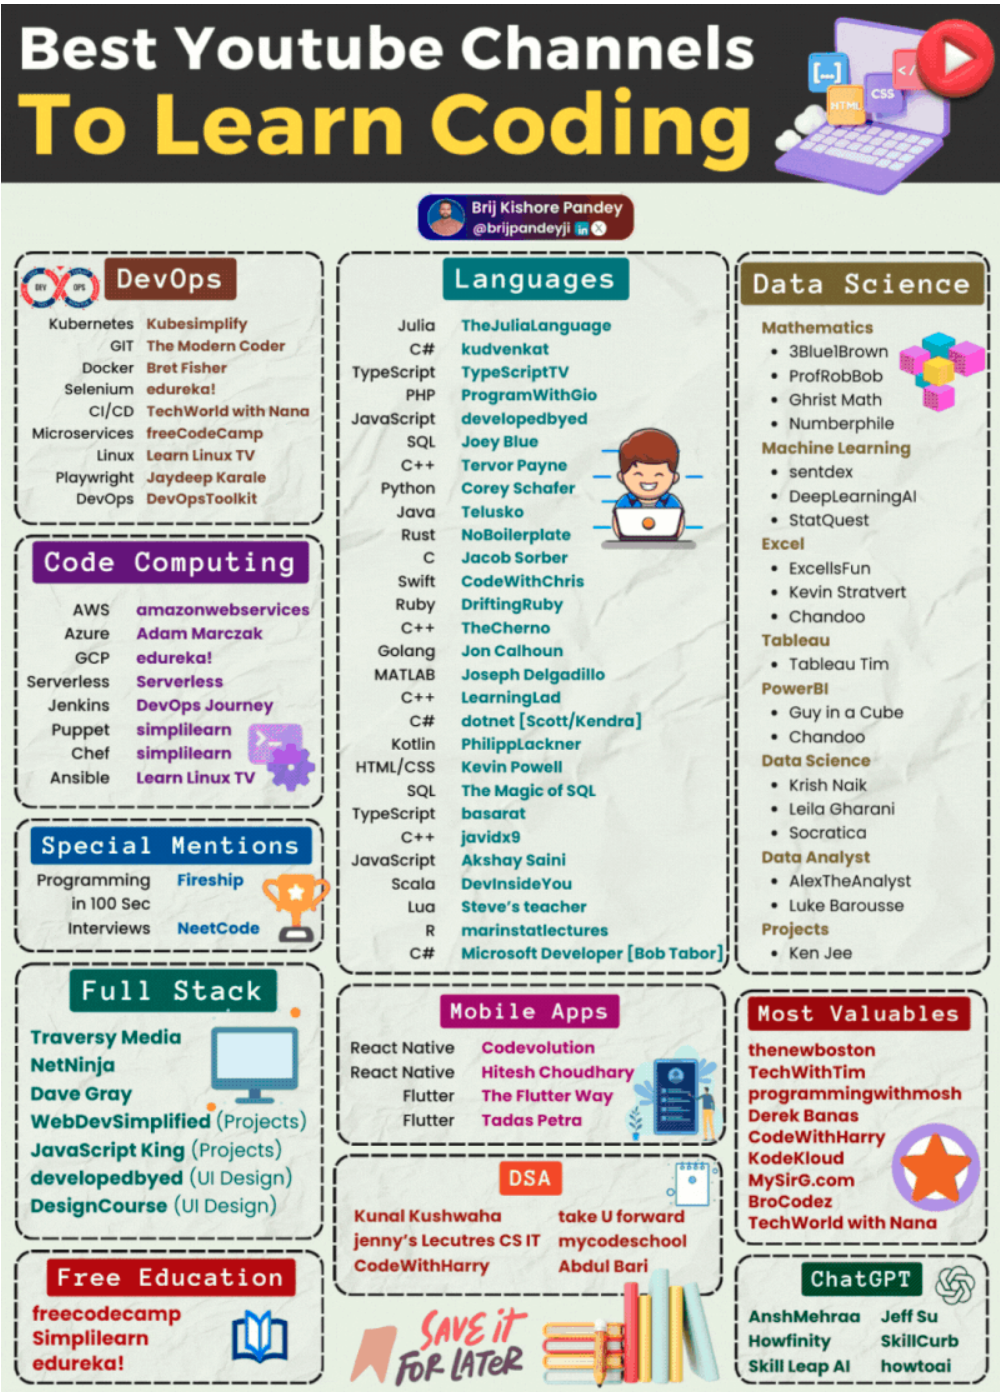 Best Youtube Channels
To Learn Coding
[...]
</
HTML
CSS
Brij Kishore Pandey
@brijpandeyji in X
DEV OPS
DevOps
Kubernetes Kubesimplify
GIT The Modern Coder
Docker Bret Fisher
Selenium edureka!
CI/CD TechWorld with Nana
Microservices freeCodeCamp
Linux Learn Linux TV
Playwright Jaydeep Karale
DevOps DevOpsToolkit
Code Computing
AWS amazonwebservices
Azure Adam Marczak
GCP edureka!
Serverless Serverless
Jenkins DevOps Journey
Puppet simplilearn
Chef simplilearn
Ansible Learn Linux TV
Special Mentions
Programming Fireship
in 100 Sec
Interviews NeetCode
Full Stack
Traversy Media
NetNinja
Dave Gray
WebDevSimplified (Projects)
JavaScript King (Projects)
developedbyed (UI Design)
DesignCourse (UI Design)
Free Education
freecodecamp
Simplilearn
edureka!
Languages
Julia TheJuliaLanguage
C# kudvenkat
TypeScript TypeScriptTV
PHP ProgramWithGio
JavaScript developedbyed
SQL Joey Blue
C++ Tervor Payne
Python Corey Schafer
Java Telusko
Rust NoBoilerplate
C Jacob Sorber
Swift CodeWithChris
Ruby DriftingRuby
C++ TheCherno
Golang Jon Calhoun
MATLAB Joseph Delgadillo
C++ LearningLad
C# dotnet [Scott/Kendra]
Kotlin PhilippLackner
HTML/CSS Kevin Powell
SQL The Magic of SQL
TypeScript basarat
C++ javidx9
JavaScript Akshay Saini
Scala DevInsideYou
Lua Steve's teacher
R marinstatlectures
C# Microsoft Developer [Bob Tabor]
Mobile Apps
React Native Codevolution
React Native Hitesh Choudhary
Flutter The Flutter Way
Flutter Tadas Petra
DSA
Kunal Kushwaha take U forward
jenny's Lecutres CS IT mycodeschool
CodeWithHarry Abdul Bari
SAVE iT
FOR LATER
Data Science
Mathematics
• 3Blue1Brown
• ProfRobBob
• Ghrist Math
• Numberphile
Machine Learning
• sentdex
• DeepLearningAI
• StatQuest
Excel
• ExcellsFun
• Kevin Stratvert
• Chandoo
Tableau
• Tableau Tim
PowerBI
• Guy in a Cube
• Chandoo
Data Science
• Krish Naik
• Leila Gharani
• Socratica
Data Analyst
• AlexTheAnalyst
• Luke Barousse
Projects
• Ken Jee
Most Valuables
thenewboston
TechWithTim
programmingwithmosh
Derek Banas
CodeWithHarry
KodeKloud
MySirG.com
BroCodez
TechWorld with Nana
ChatGPT
AnshMehraa Jeff Su
Howfinity SkillCurb
Skill Leap AI howtoai